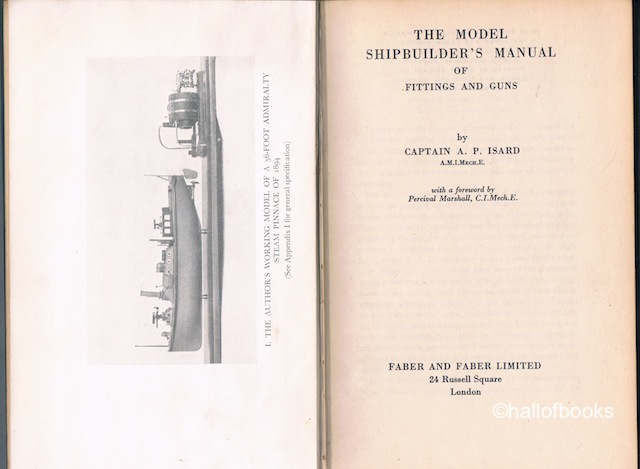 I. THE AUTHOR'S WORKING MODEL OF A 56-FOOT ADMIRALTY
STEAM PINNACE OF 1894
(See Appendix I for general specification)
THE MODEL
SHIPBUILDER'S MANUAL
OF
FITTINGS AND GUNS
by
CAPTAIN A. P. ISARD
A.M.I.MECH.E.
with a foreword by
Percival Marshall, C.I.Mech.E.
FABER AND FABER LIMITED
24 Russell Square
London
©hallofbooks